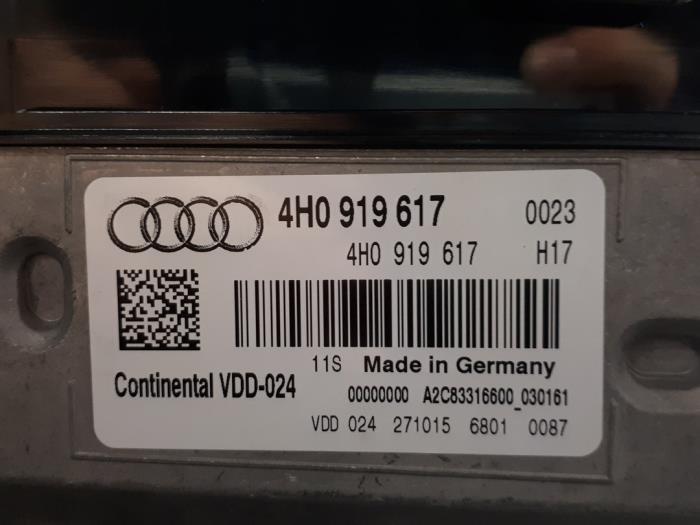 4H0 919 617 0023
4H0 919 617 H17
11S Made in Germany
Continental VDD-024 00000000 A2C83316600_030161
VDD 024 271015 6801 0087